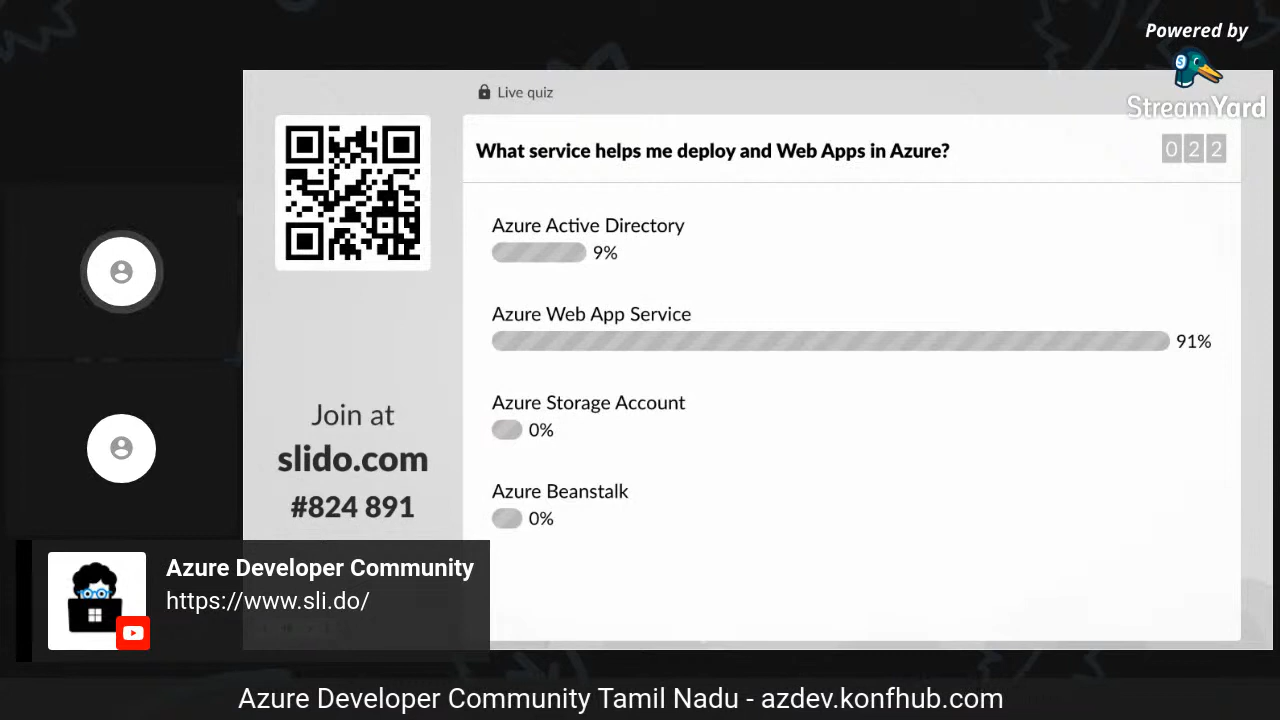 Powered by
StreamYard
Live quiz
What service helps me deploy and Web Apps in Azure?
022
Azure Active Directory
9%
Azure Web App Service
91%
Azure Storage Account
0%
Azure Beanstalk
0%
Join at
slido.com
#824 891
Azure Developer Community
https://www.sli.do/
Azure Developer Community Tamil Nadu - azdev.konfhub.com